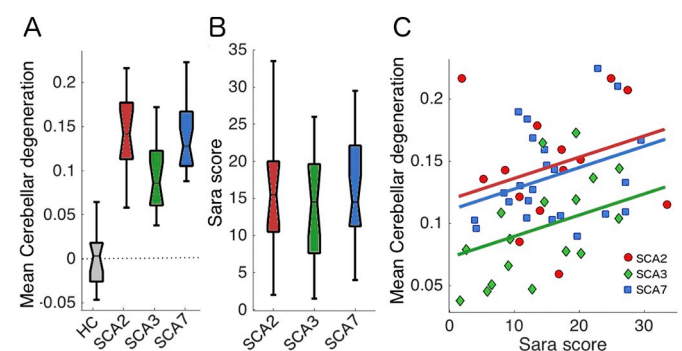 A
Mean Cerebellar degeneration
0.2
0.15
0.1
0.05
0
-0.05
HC
SCA2
SCA3
SCA7
B
Sara score
35
30
25
20
15
10
5
0
SCA2
SCA3
SCA7
C
Mean Cerebellar degeneration
0.2
0.15
0.1
0.05
0
10
20
30
Sara score
SCA2
SCA3
SCA7